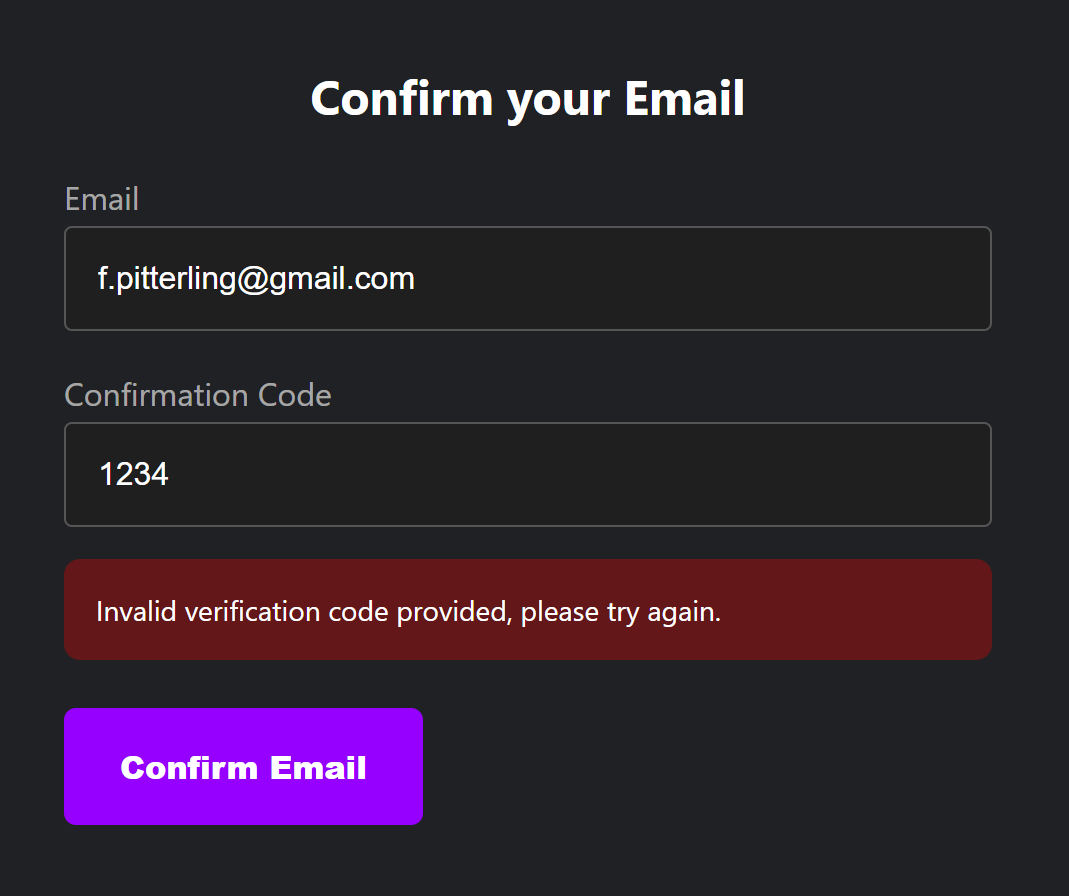 Confirm your Email
Email
f.pitterling@gmail.com
Confirmation Code
1234
Invalid verification code provided, please try again.
Confirm Email